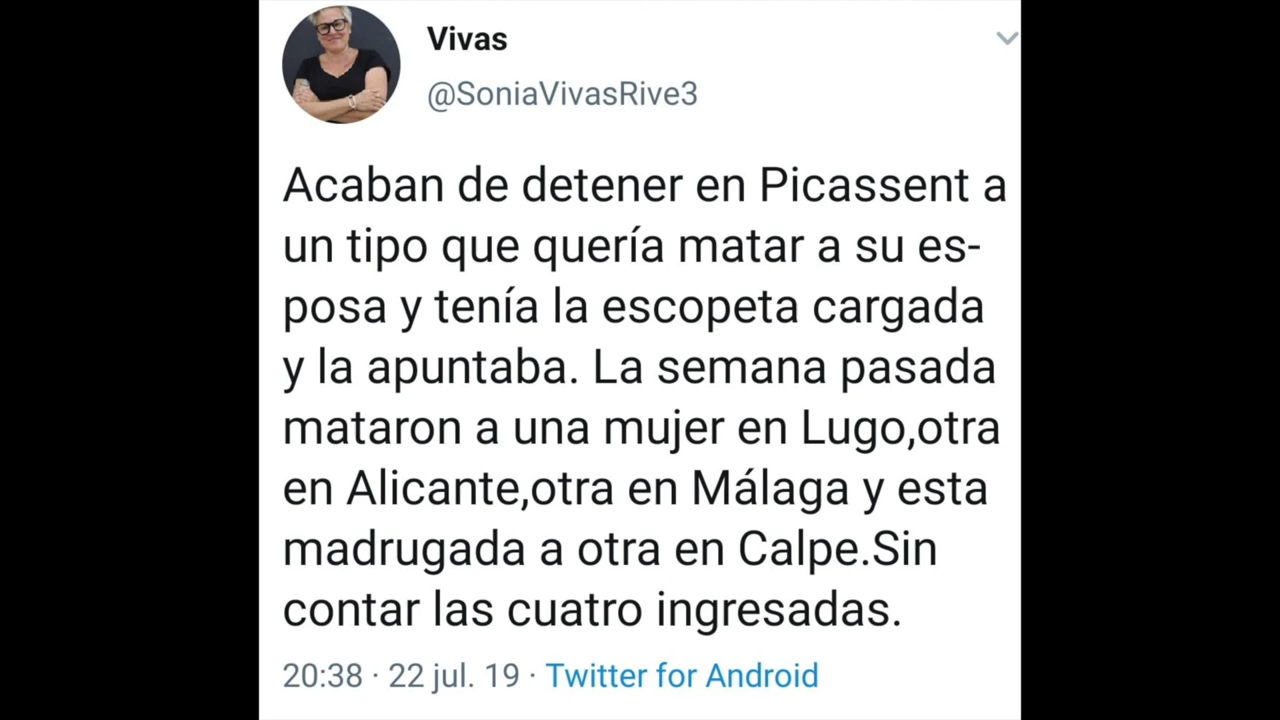 Vivas
@SoniaVivasRive3
Acaban de detener en Picassent a
un tipo que quería matar a su es-
posa y tenía la escopeta cargada
y la apuntaba. La semana pasada
mataron a una mujer en Lugo,otra
en Alicante,otra en Málaga y esta
madrugada a otra en Calpe.Sin
contar las cuatro ingresadas.
20:38 · 22 jul. 19 · Twitter for Android